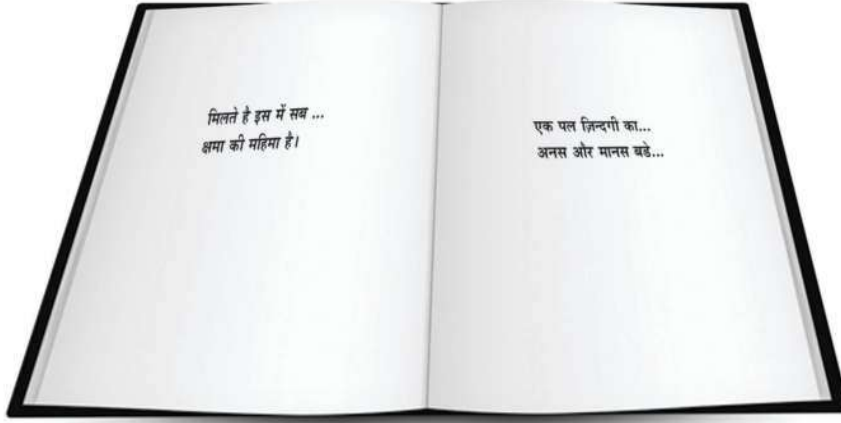 मिलते है इस में सब ...
क्षमा की महिमा है।
एक पल ज़िन्दगी का...
अनस और मानस बडे...